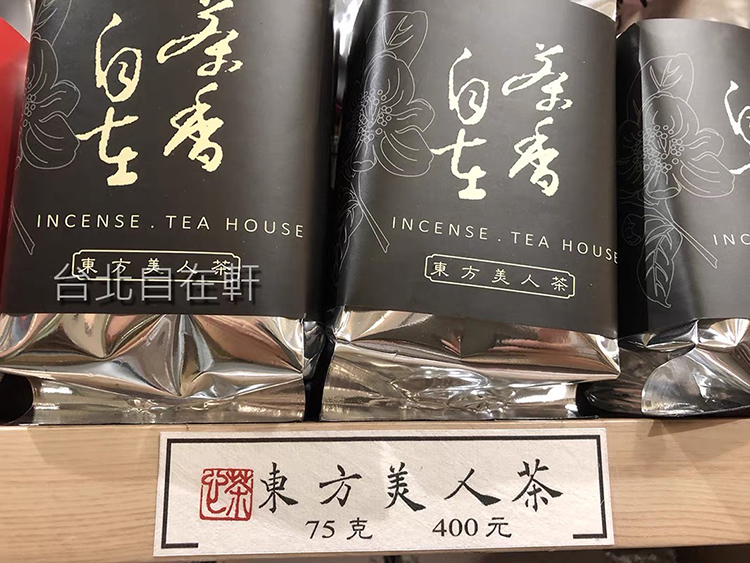 茶香
自在
INCENSE . TEA HOUSE
東方美人茶
台北自在軒
茶香
自在
INCENSE . TEA HOUSE
東方美人茶
INC
東方美人茶
75克 400元